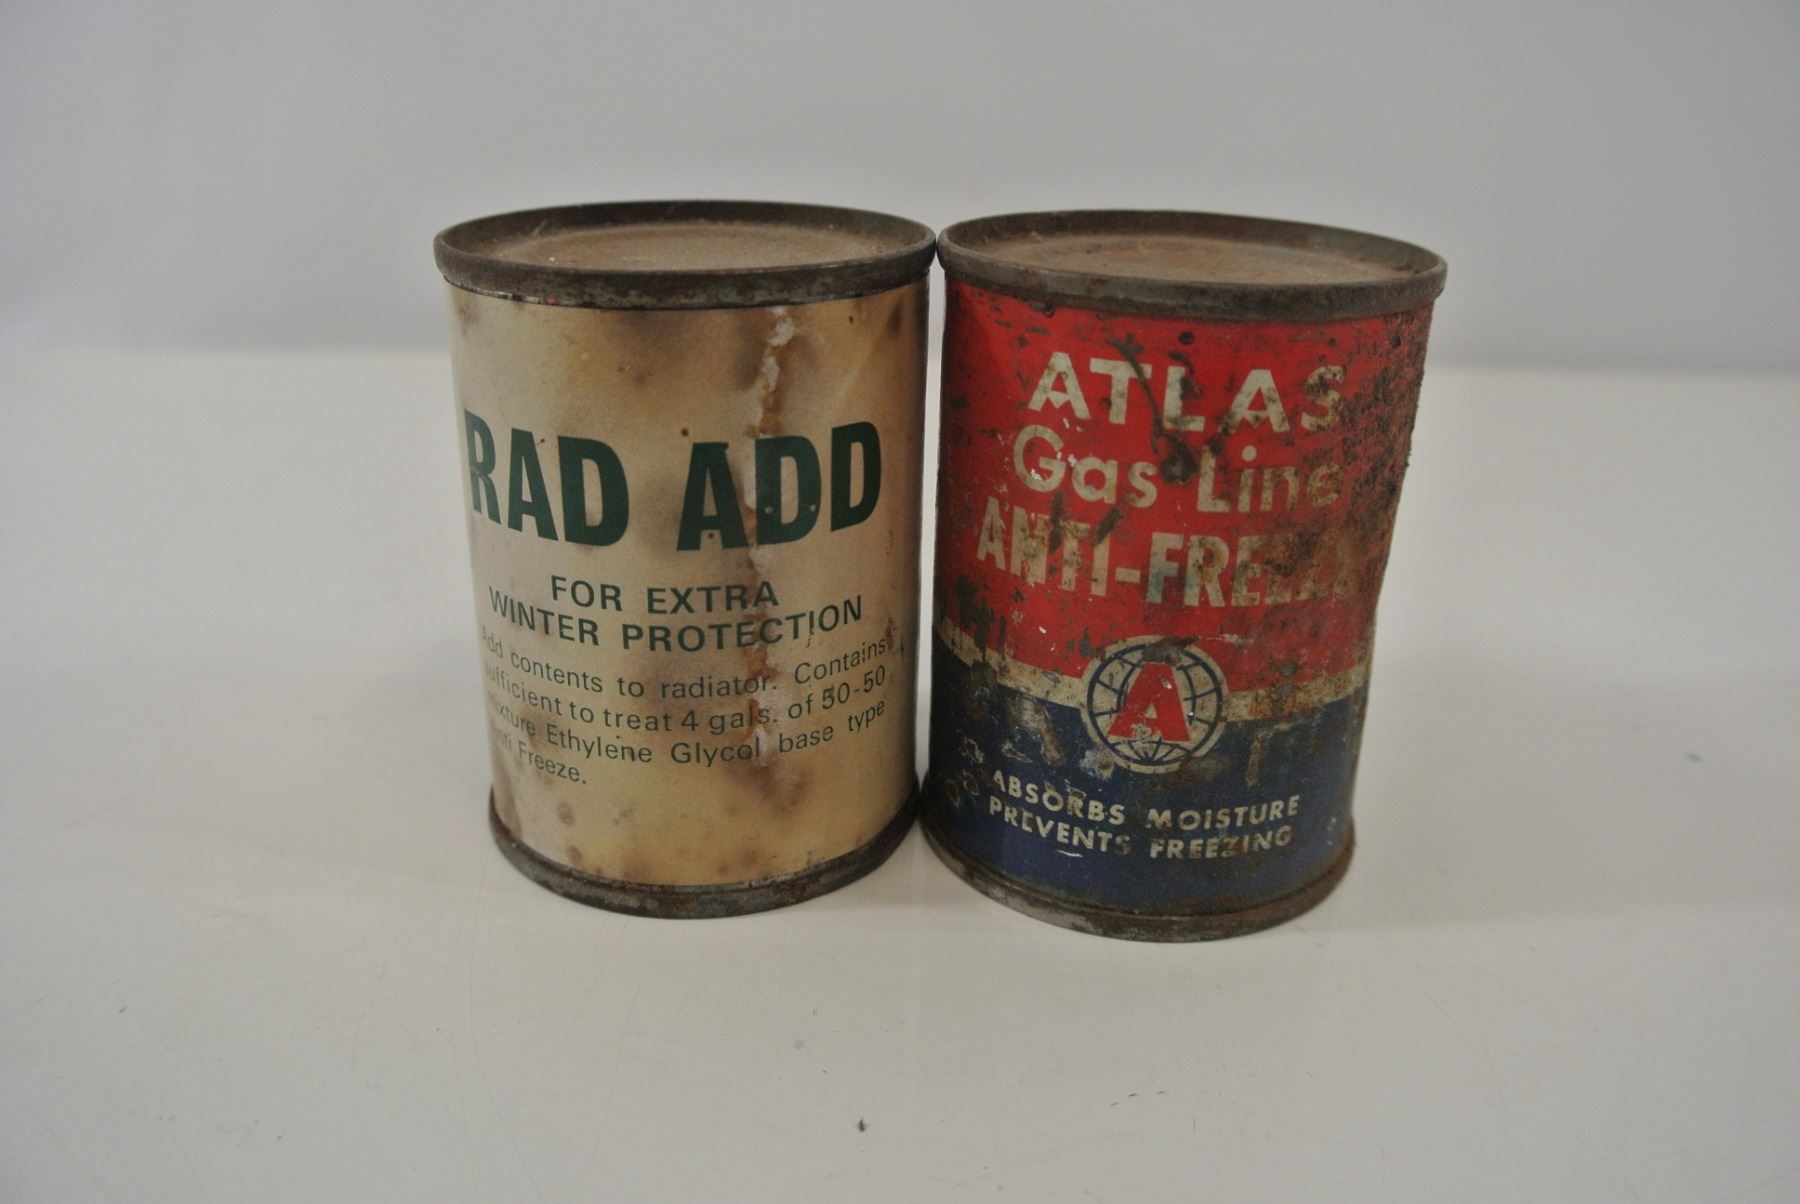 RAD ADD
FOR EXTRA
WINTER PROTECTION
Add contents to radiator. Contains
sufficient to treat 4 gals. of 50-50
mixture Ethylene Glycol base type
Anti Freeze.
ATLAS
Gas Line
ANTI-FREEZE
A
ABSORBS MOISTURE
PREVENTS FREEZING